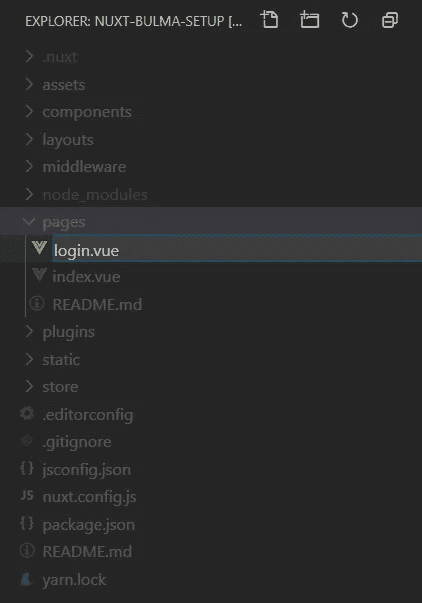 EXPLORER: NUXT-BULMA-SETUP [...
.nuxt
assets
components
layouts
middleware
node_modules
pages
login.vue
index.vue
README.md
plugins
static
store
.editorconfig
.gitignore
{} jsconfig.json
JS nuxt.config.js
{} package.json
README.md
yarn.lock